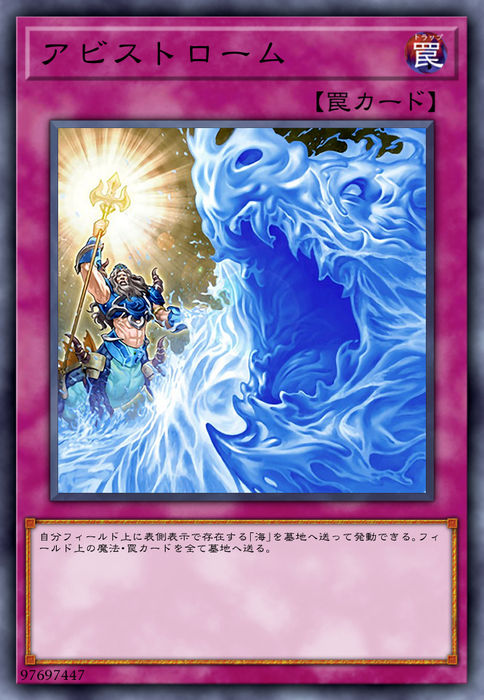 アビストローム
トラップ
罠
【罠カード】
自分フィールド上に表側表示で存在する「海」を墓地へ送って発動できる。フィ
ールド上の魔法・罠カードを全て墓地へ送る。
97697447